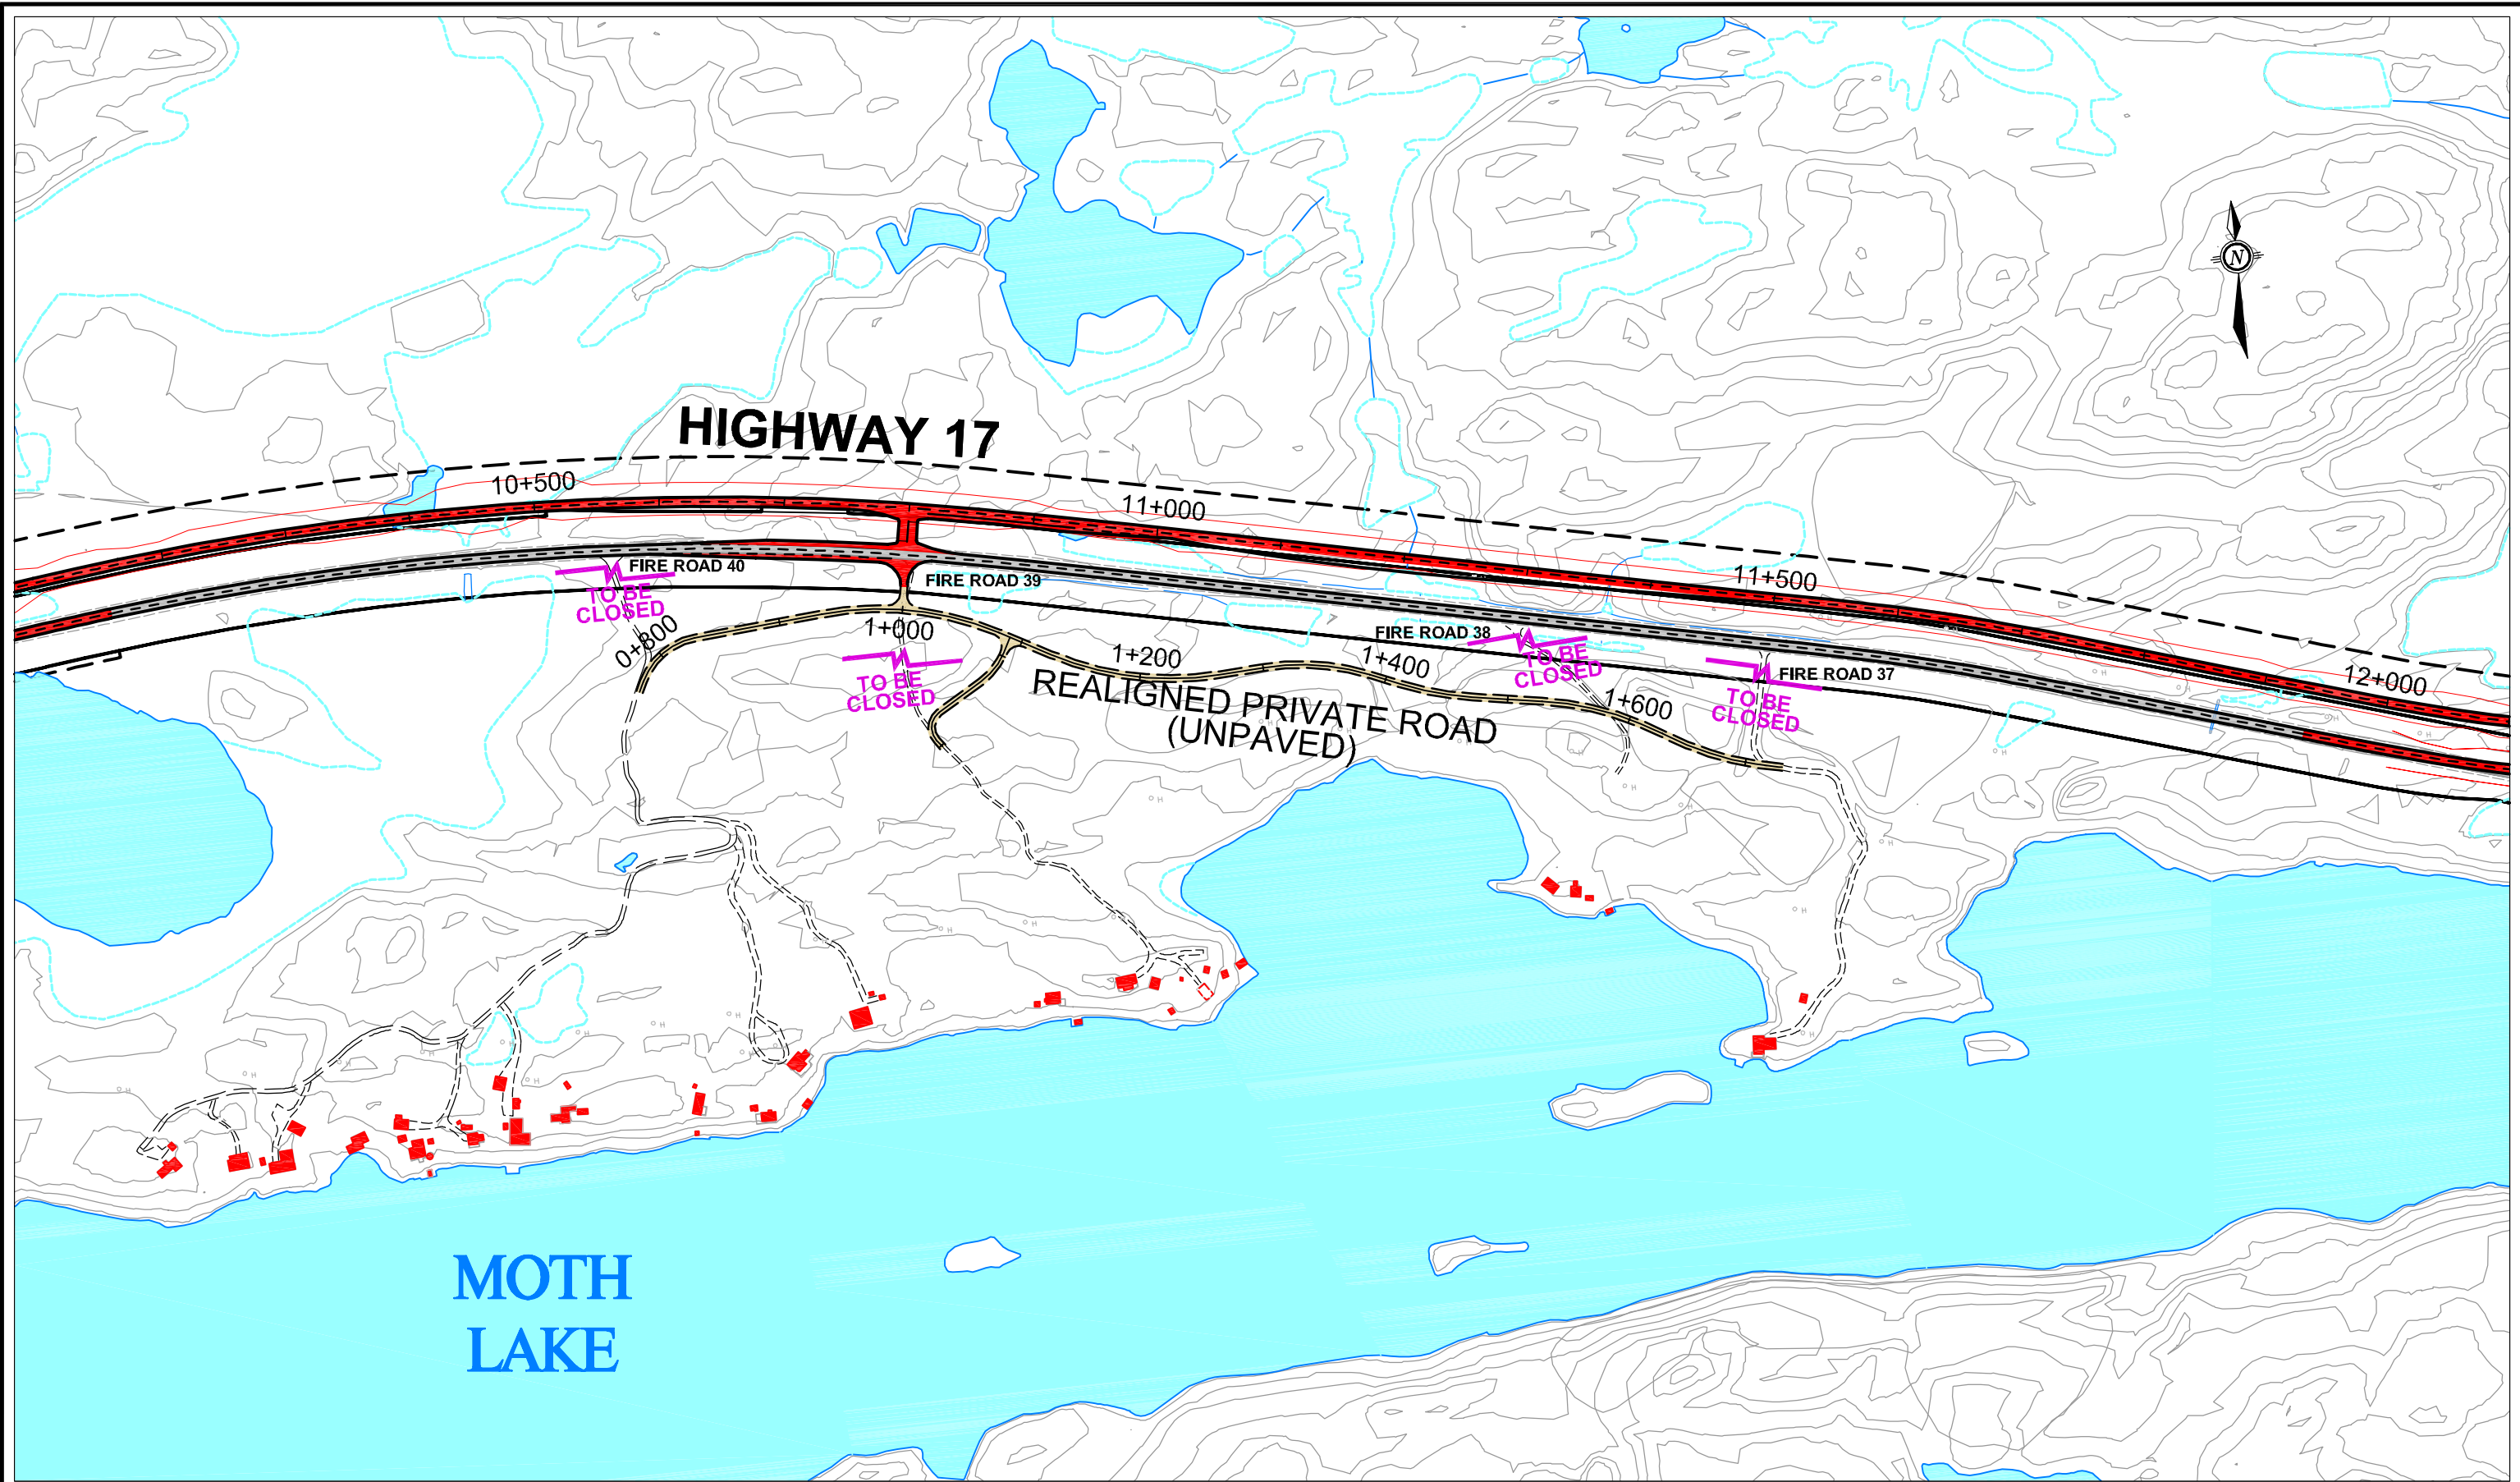 N
HIGHWAY 17
10+500
11+000
11+500
12+000
FIRE ROAD 40
TO BE
CLOSED
FIRE ROAD 39
0+800
1+000
TO BE
CLOSED
1+200
1+400
FIRE ROAD 38
TO BE
CLOSED
1+600
FIRE ROAD 37
TO BE
CLOSED
REALIGNED PRIVATE ROAD
(UNPAVED)
MOTH
LAKE